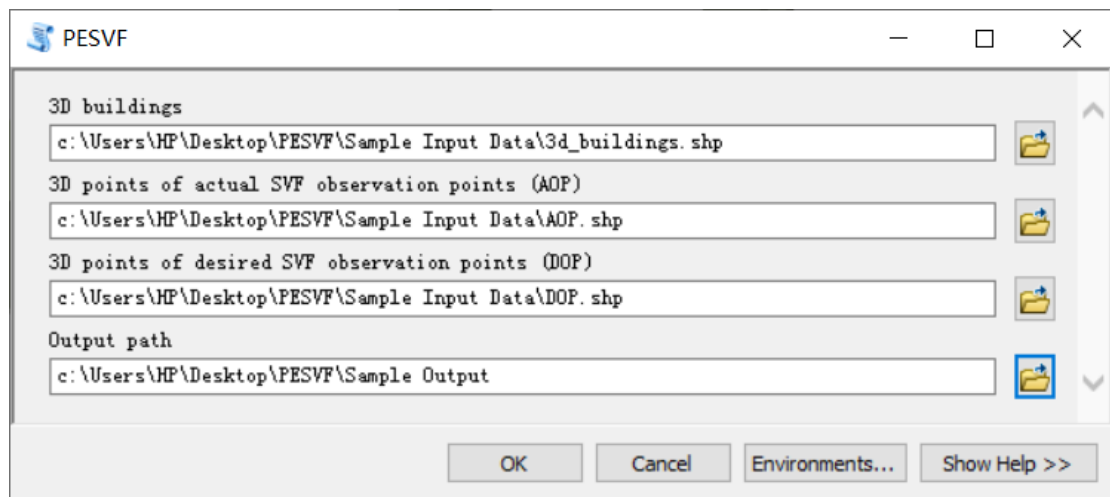 PESVF
3D buildings
c:\Users\HP\Desktop\PESVF\Sample Input Data\3d_buildings.shp
3D points of actual SVF observation points (AOP)
c:\Users\HP\Desktop\PESVF\Sample Input Data\AOP.shp
3D points of desired SVF observation points (DOP)
c:\Users\HP\Desktop\PESVF\Sample Input Data\DOP.shp
Output path
c:\Users\HP\Desktop\PESVF\Sample Output
OK Cancel Environments... Show Help >>